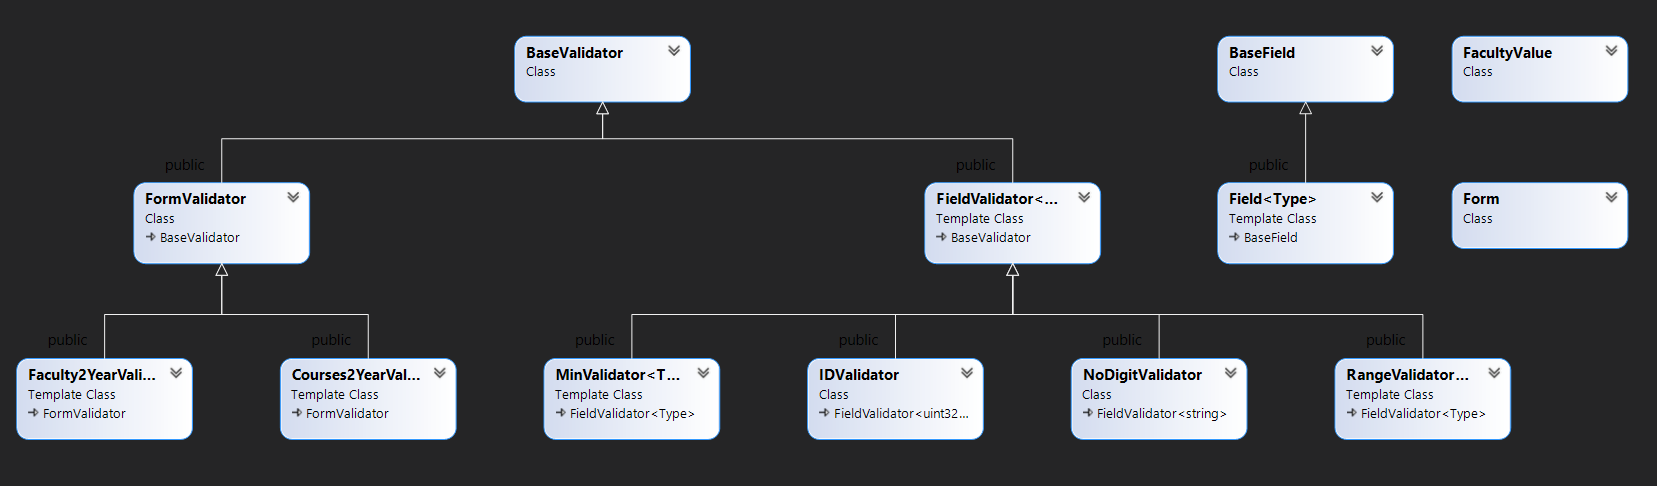 BaseValidator
Class
BaseField
Class
FacultyValue
Class
public
public
public
FormValidator
Class
BaseValidator
FieldValidator<...
Template Class
BaseValidator
Field<Type>
Template Class
BaseField
Form
Class
public
public
public
public
public
public
Faculty2YearVali...
Template Class
FormValidator
Courses2YearVal...
Template Class
FormValidator
MinValidator<T...
Template Class
FieldValidator<Type>
IDValidator
Class
FieldValidator<uint32...
NoDigitValidator
Class
FieldValidator<string>
RangeValidator...
Template Class
FieldValidator<Type>